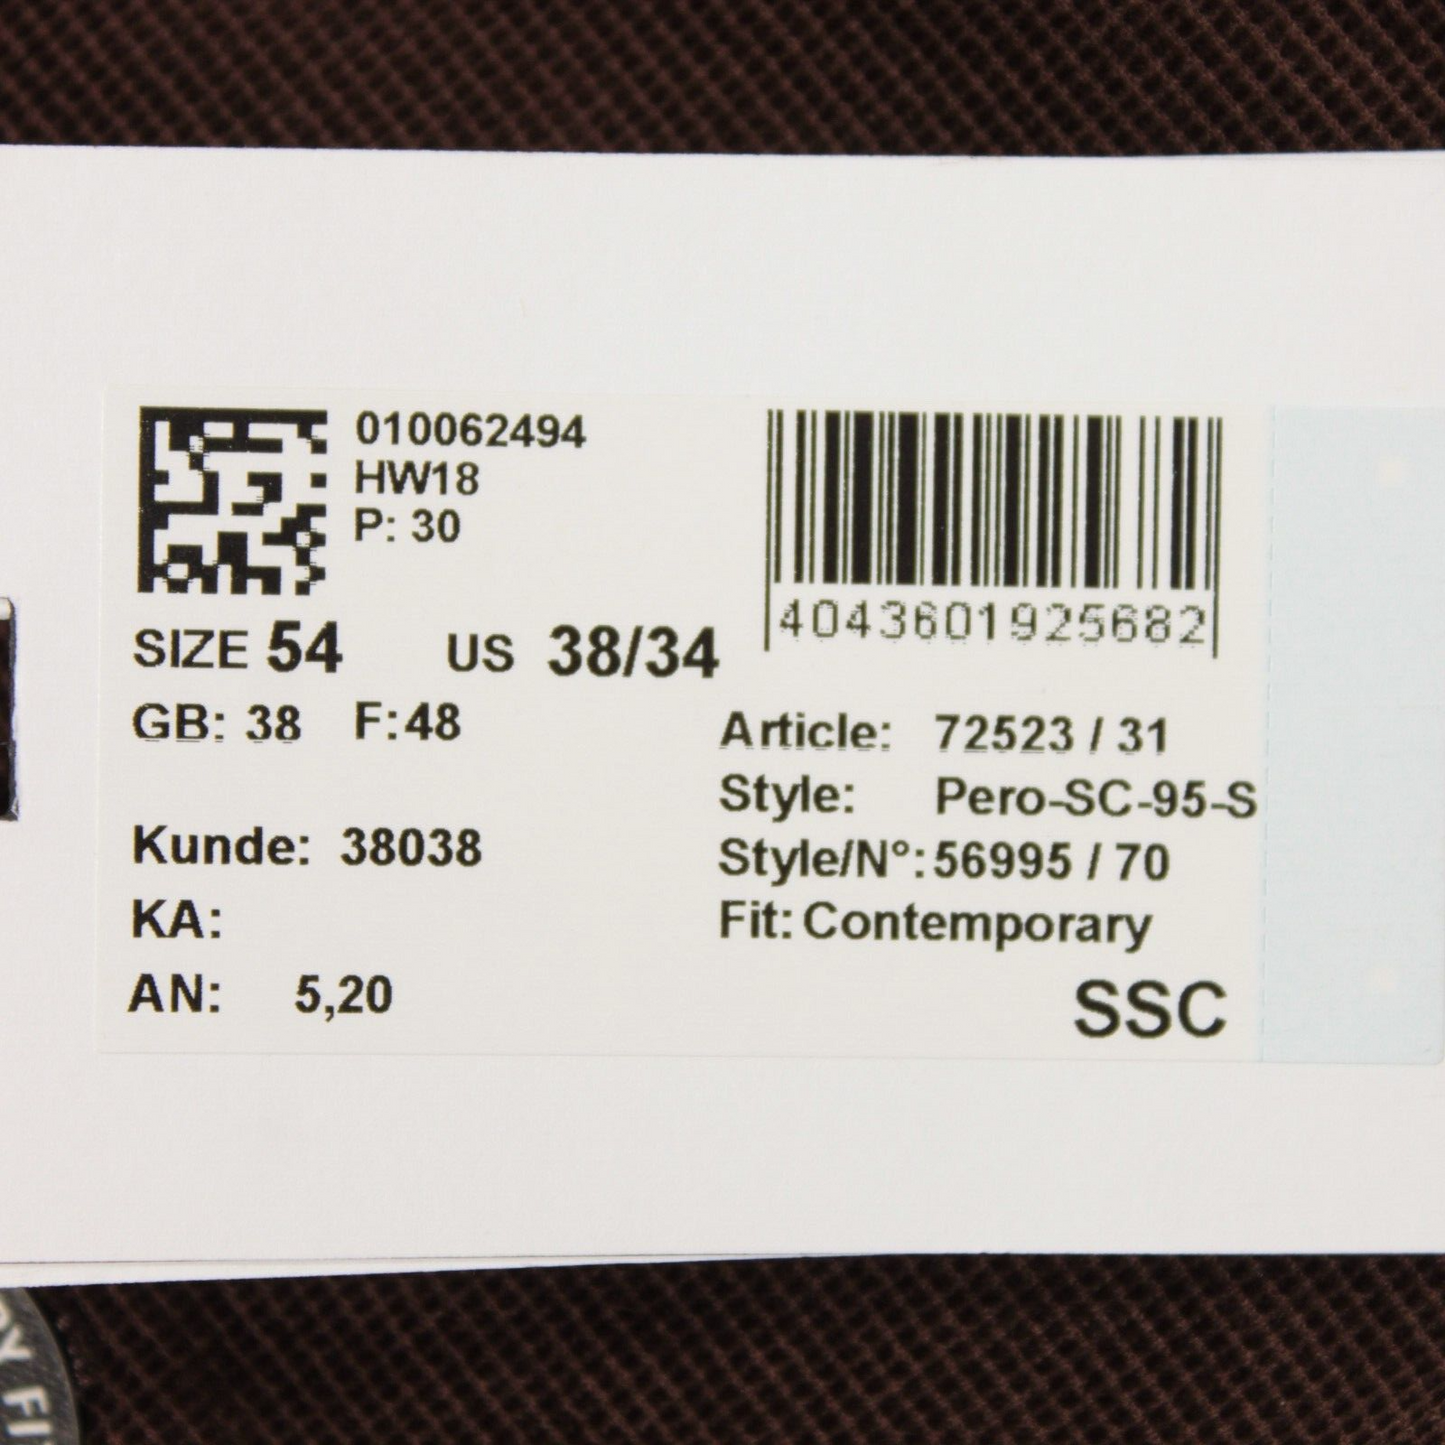 010062494
HW18
P: 30
4043601925682
SIZE 54 US 38/34
GB: 38 F:48
Article: 72523 / 31
Style: Pero-SC-95-S
Kunde: 38038
Style/N°: 56995 / 70
KA:
Fit: Contemporary
AN: 5,20
SSC